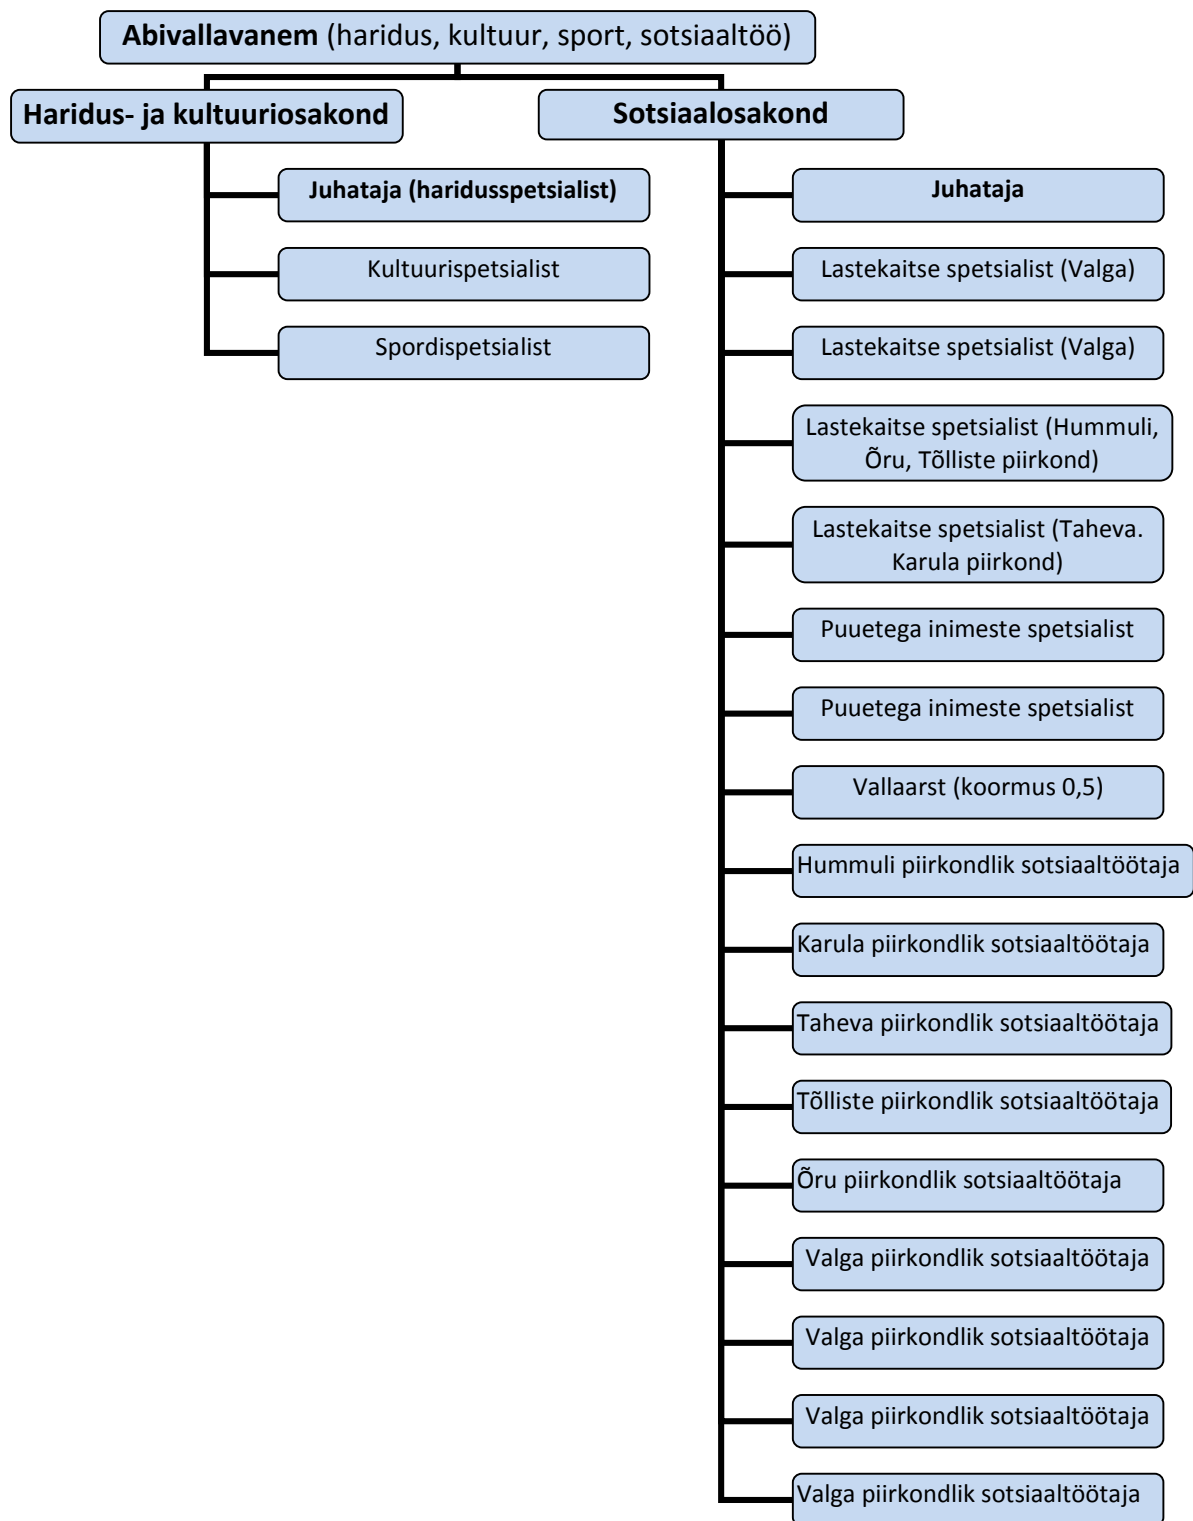 Abivallavanem (haridus, kultuur, sport, sotsiaaltöö)
Haridus- ja kultuuriosakond
Juhataja (haridusspetsialist)
Kultuurispetsialist
Spordispetsialist
Sotsiaalosakond
Juhataja
Lastekaitse spetsialist (Valga)
Lastekaitse spetsialist (Valga)
Lastekaitse spetsialist (Hummuli,
Õru, Tõlliste piirkond)
Lastekaitse spetsialist (Taheva.
Karula piirkond)
Puuetega inimeste spetsialist
Puuetega inimeste spetsialist
Vallaarst (koormus 0,5)
Hummuli piirkondlik sotsiaaltöötaja
Karula piirkondlik sotsiaaltöötaja
Taheva piirkondlik sotsiaaltöötaja
Tõlliste piirkondlik sotsiaaltöötaja
Õru piirkondlik sotsiaaltöötaja
Valga piirkondlik sotsiaaltöötaja
Valga piirkondlik sotsiaaltöötaja
Valga piirkondlik sotsiaaltöötaja
Valga piirkondlik sotsiaaltöötaja